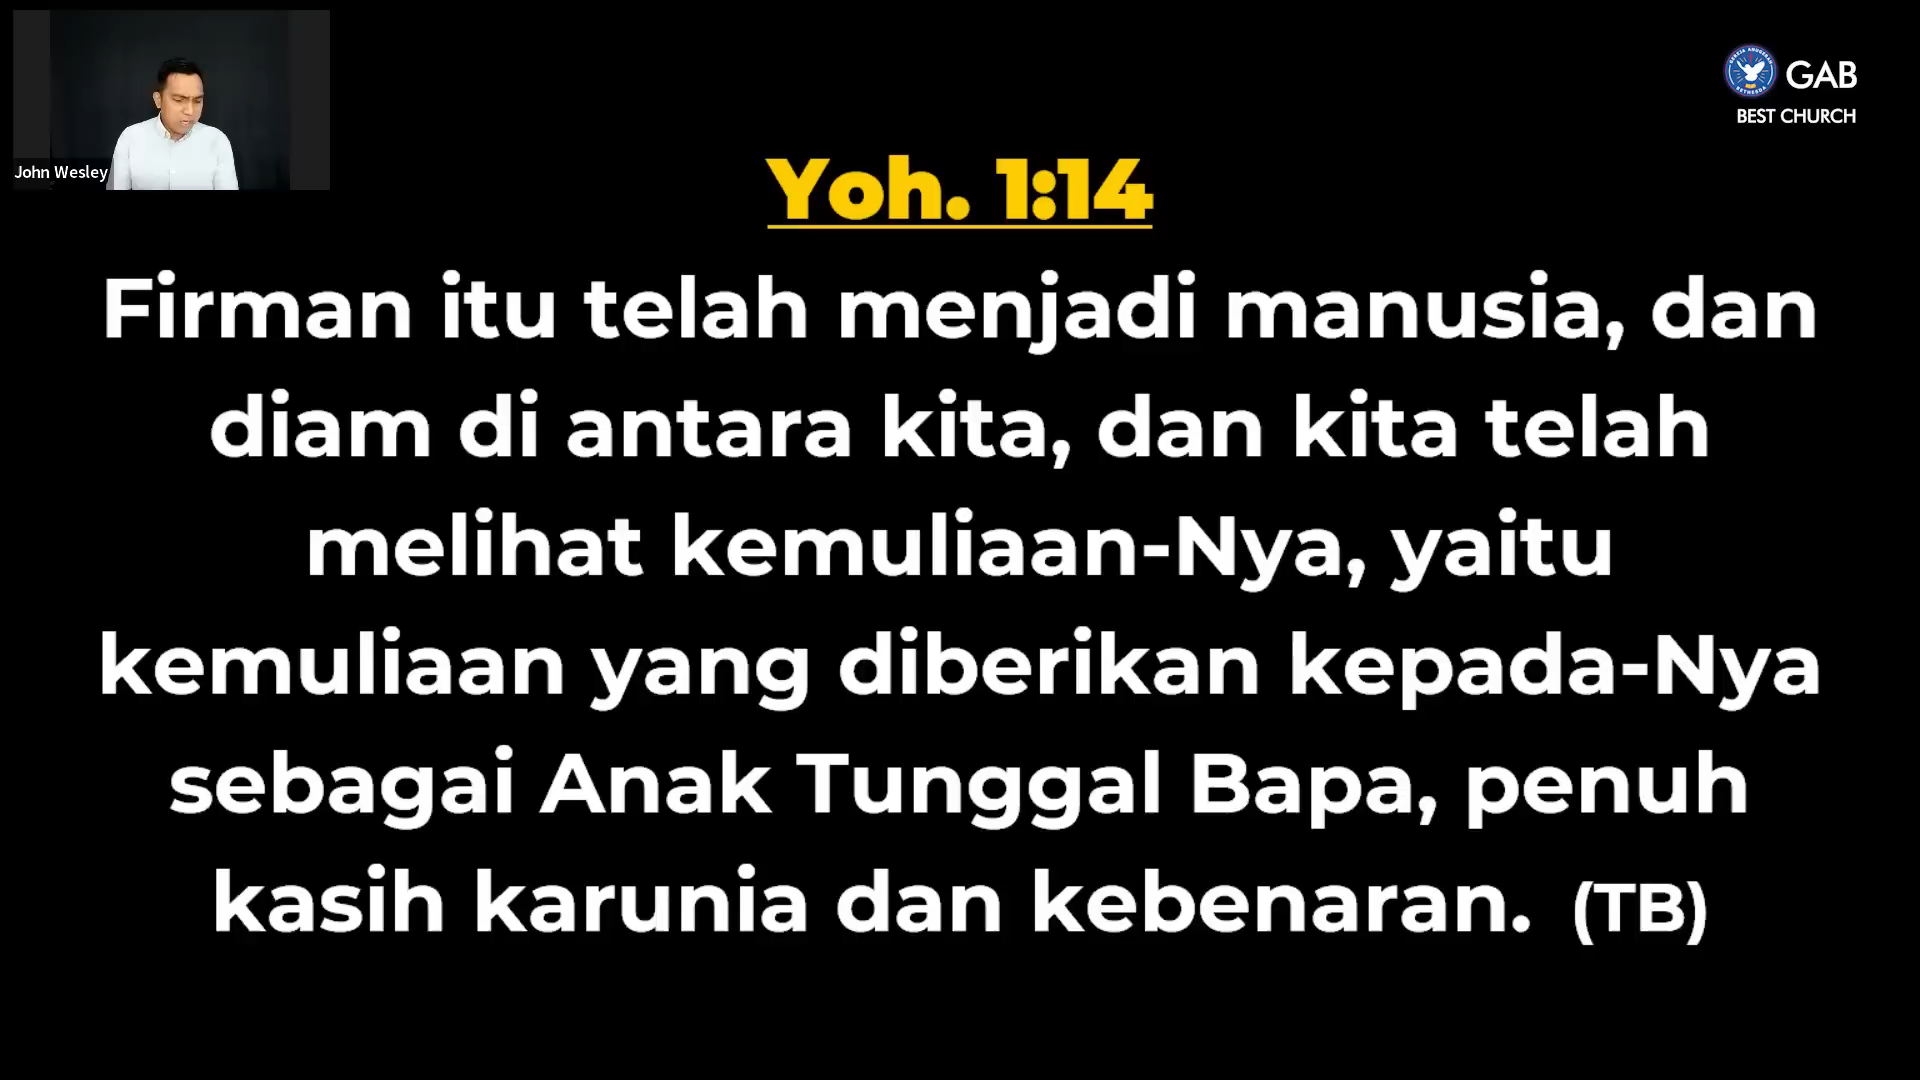 John Wesley
GAB
BEST CHURCH
Yoh. 1:14
Firman itu telah menjadi manusia, dan
diam di antara kita, dan kita telah
melihat kemuliaan-Nya, yaitu
kemuliaan yang diberikan kepada-Nya
sebagai Anak Tunggal Bapa, penuh
kasih karunia dan kebenaran. (TB)